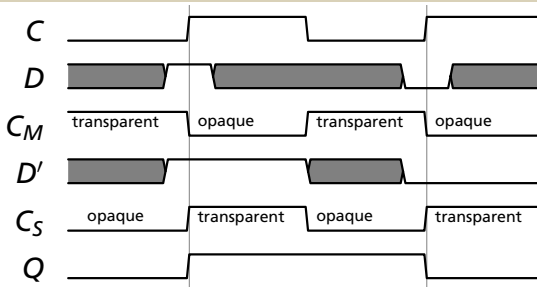 C
D
C_M transparent opaque transparent opaque
D'
C_S opaque transparent opaque transparent
Q